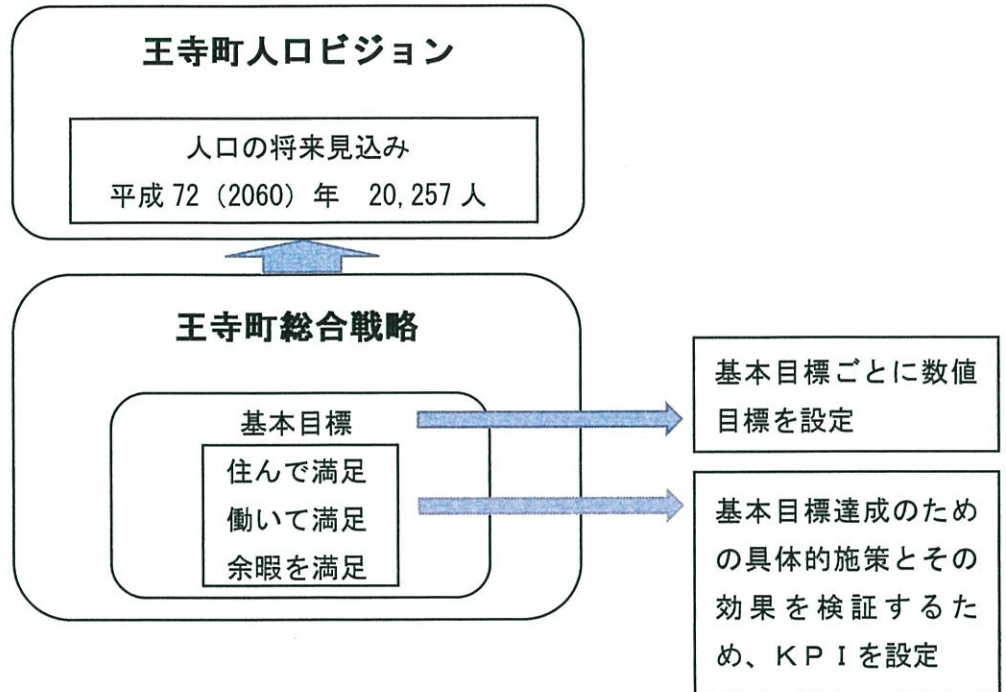 王寺町人口ビジョン
人口の将来見込み
平成 72（2060）年　20,257 人
王寺町総合戦略
基本目標
住んで満足
働いて満足
余暇を満足
基本目標ごとに数値
目標を設定
基本目標達成のため
の具体的施策とその
効果を検証するた
め、ＫＰＩを設定